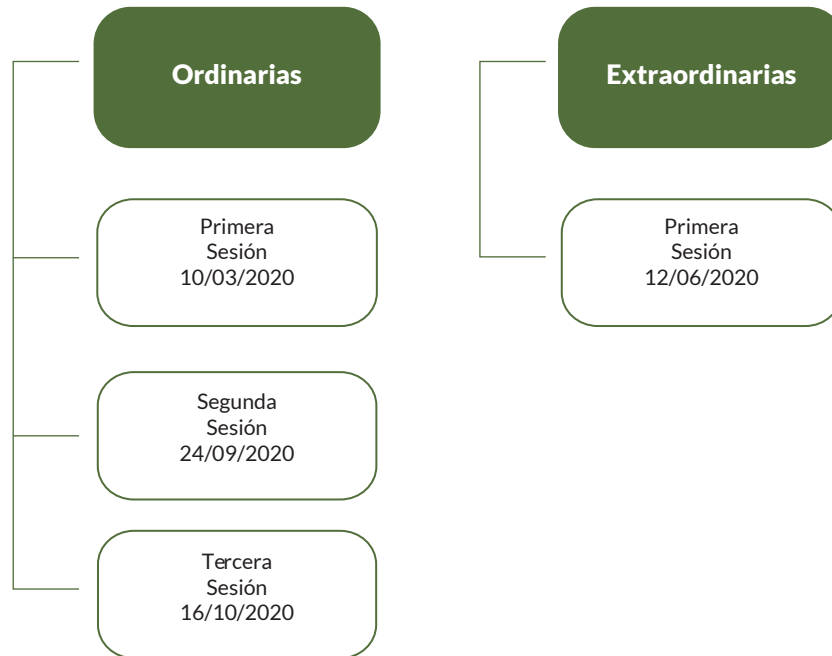 Ordinarias
Primera
Sesión
10/03/2020
Segunda
Sesión
24/09/2020
Tercera
Sesión
16/10/2020
Extraordinarias
Primera
Sesión
12/06/2020